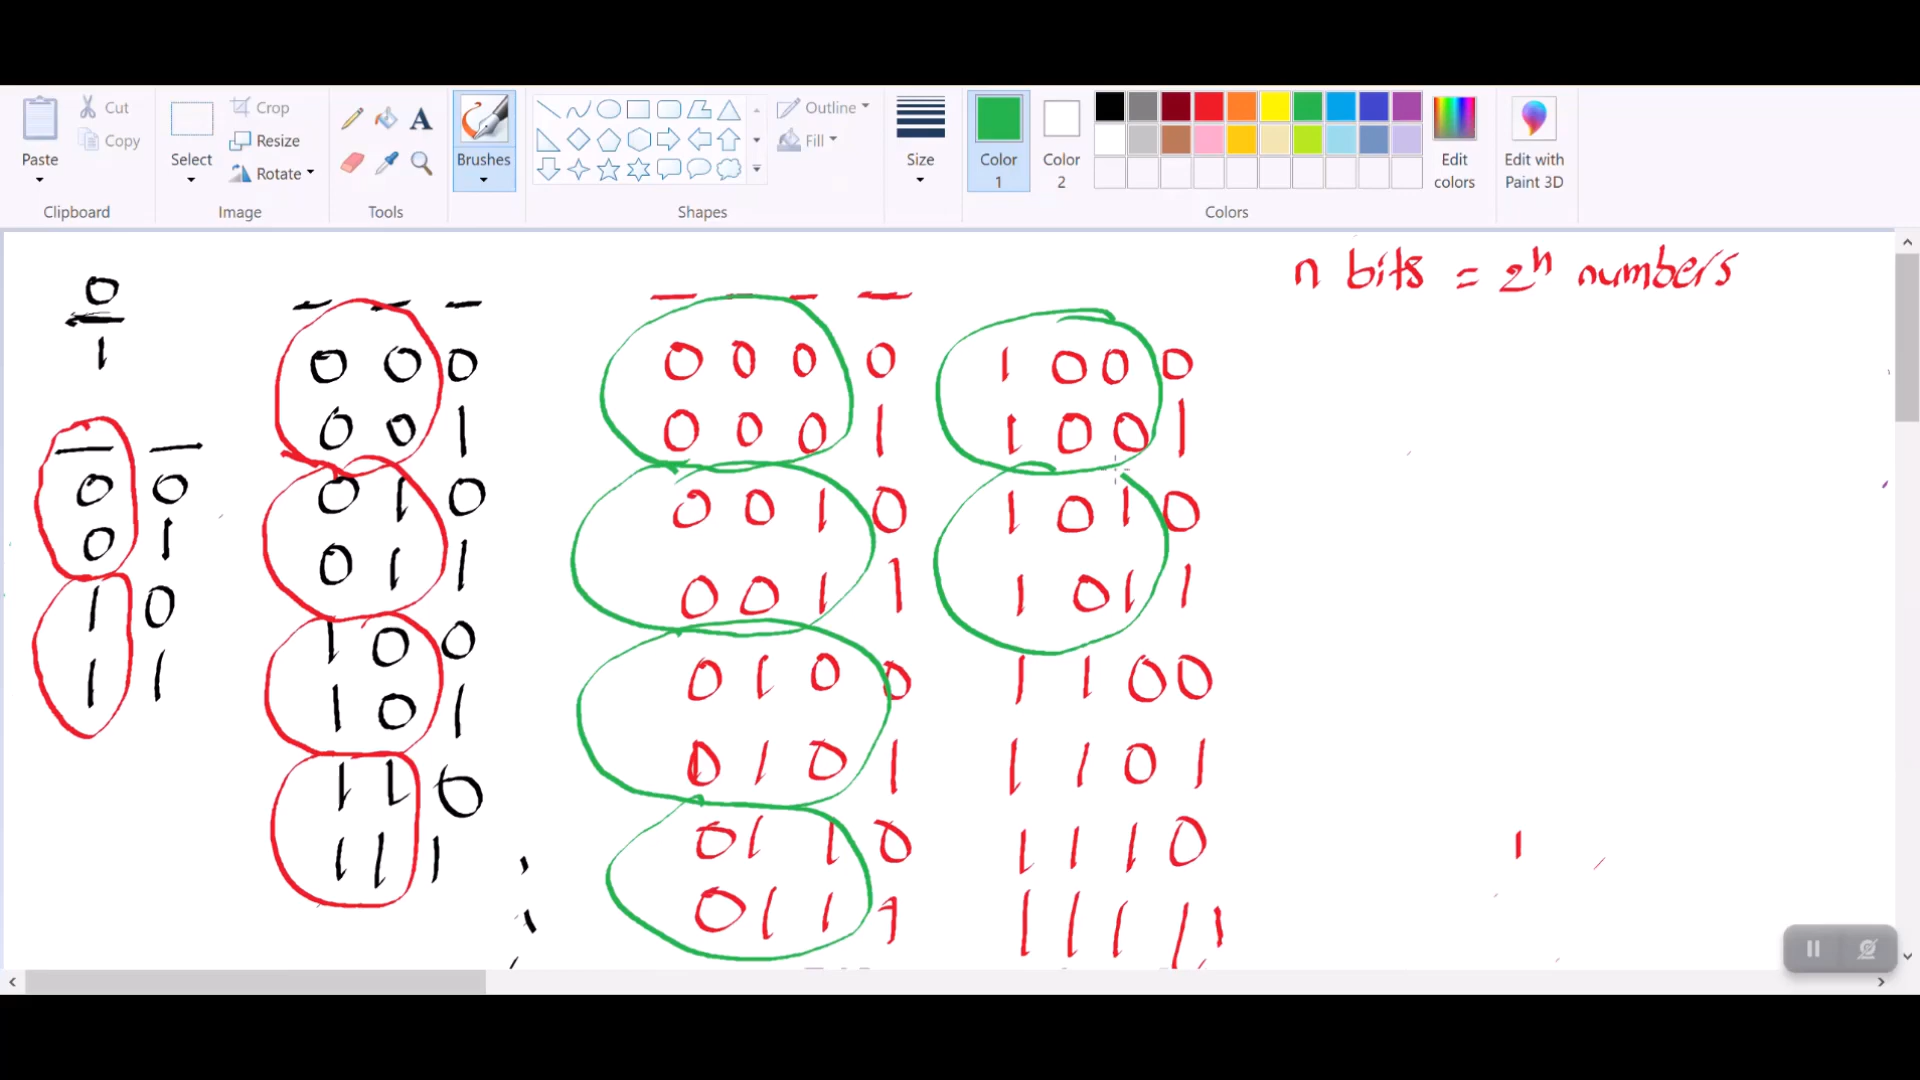 Paste
Cut
Copy
Clipboard
Select
Crop
Resize
Rotate
Image
A
Tools
Brushes
Outline
Fill
Shapes
Size
Color 1
Color 2
Edit colors
Edit with Paint 3D
Colors
n bits = 2ⁿ numbers
0
1
0 0
0 1
1 0
1 1
0 0 0
0 0 1
0 1 0
0 1 1
1 0 0
1 0 1
1 1 0
1 1 1
0 0 0 0
0 0 0 1
0 0 1 0
0 0 1 1
0 1 0 0
0 1 0 1
0 1 1 0
0 1 1 1
1 0 0 0
1 0 0 1
1 0 1 0
1 0 1 1
1 1 0 0
1 1 0 1
1 1 1 0
1 1 1 1 1
1